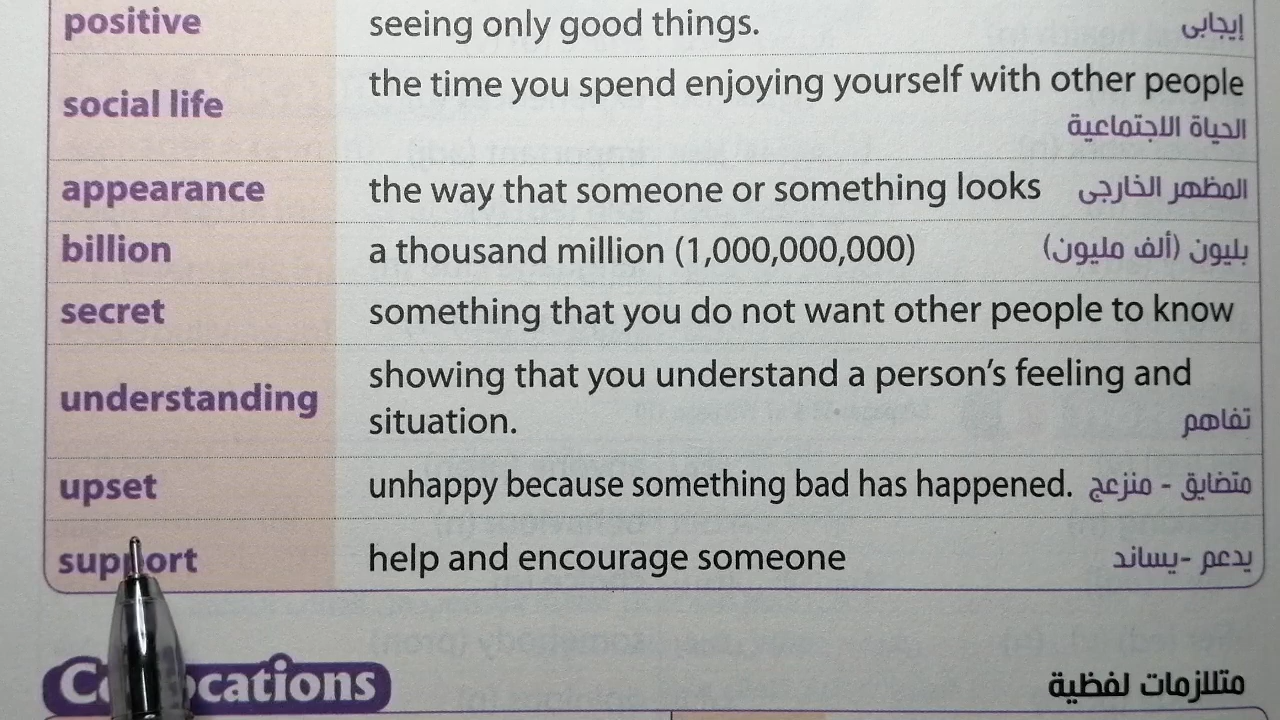 positive seeing only good things. إيجابى
social life the time you spend enjoying yourself with other people
الحياة الاجتماعية
appearance the way that someone or something looks المظهر الخارجى
billion a thousand million (1,000,000,000) بليون (ألف مليون)
secret something that you do not want other people to know
understanding showing that you understand a person's feeling and
situation. تفاهم
upset unhappy because something bad has happened. متضايق - منزعج
support help and encourage someone يدعم -يساند
متلازمات لفظية